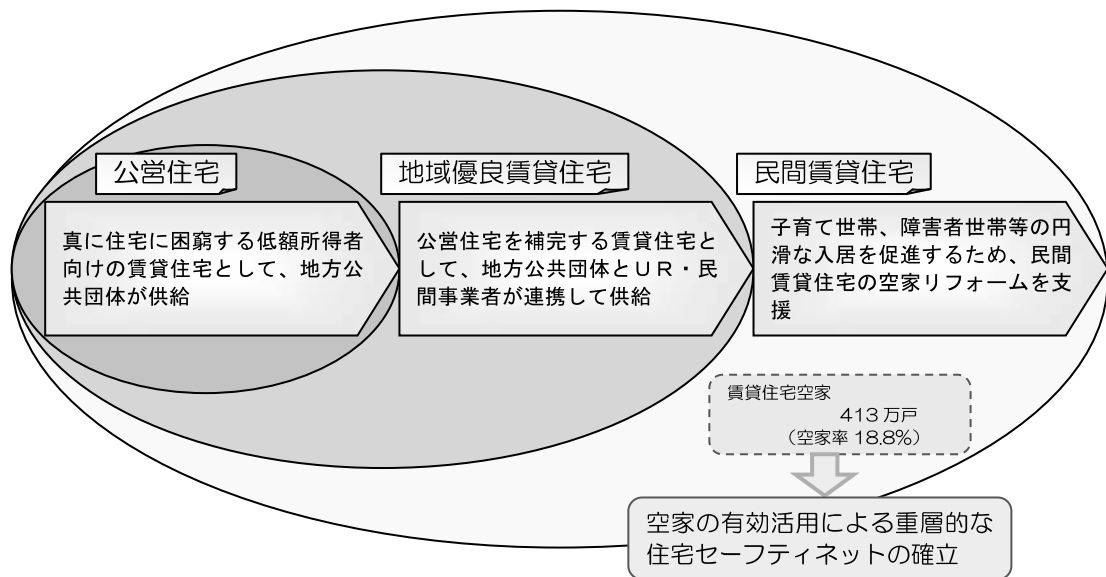 公営住宅
真に住宅に困窮する低額所得者
向けの賃貸住宅として、地方公
共団体が供給
地域優良賃貸住宅
公営住宅を補完する賃貸住宅と
して、地方公共団体とＵＲ・民
間事業者が連携して供給
民間賃貸住宅
子育て世帯、障害者世帯等の円
滑な入居を促進するため、民間
賃貸住宅の空家リフォームを支
援
賃貸住宅空家
413万戸
（空家率 18.8%）
空家の有効活用による重層的な
住宅セーフティネットの確立